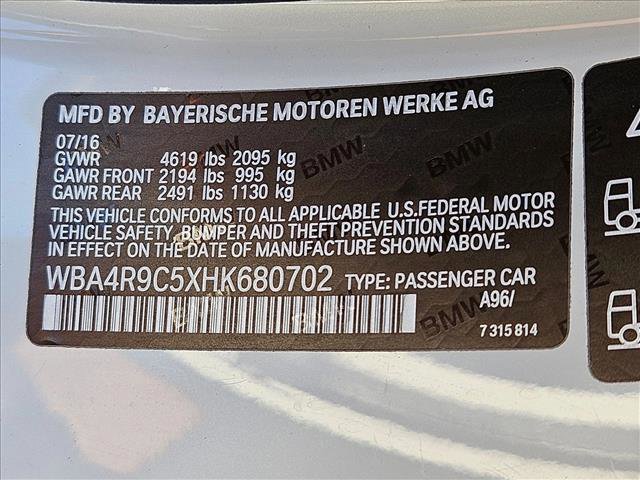 MFD BY BAYERISCHE MOTOREN WERKE AG
07/16
GVWR 4619 lbs 2095 kg
GAWR FRONT 2194 lbs 995 kg
GAWR REAR 2491 lbs 1130 kg
THIS VEHICLE CONFORMS TO ALL APPLICABLE U.S.FEDERAL MOTOR
VEHICLE SAFETY, BUMPER AND THEFT PREVENTION STANDARDS
IN EFFECT ON THE DATE OF MANUFACTURE SHOWN ABOVE.
WBA4R9C5XHK680702 TYPE: PASSENGER CAR
A96/
7 315 814
BMW
BMW